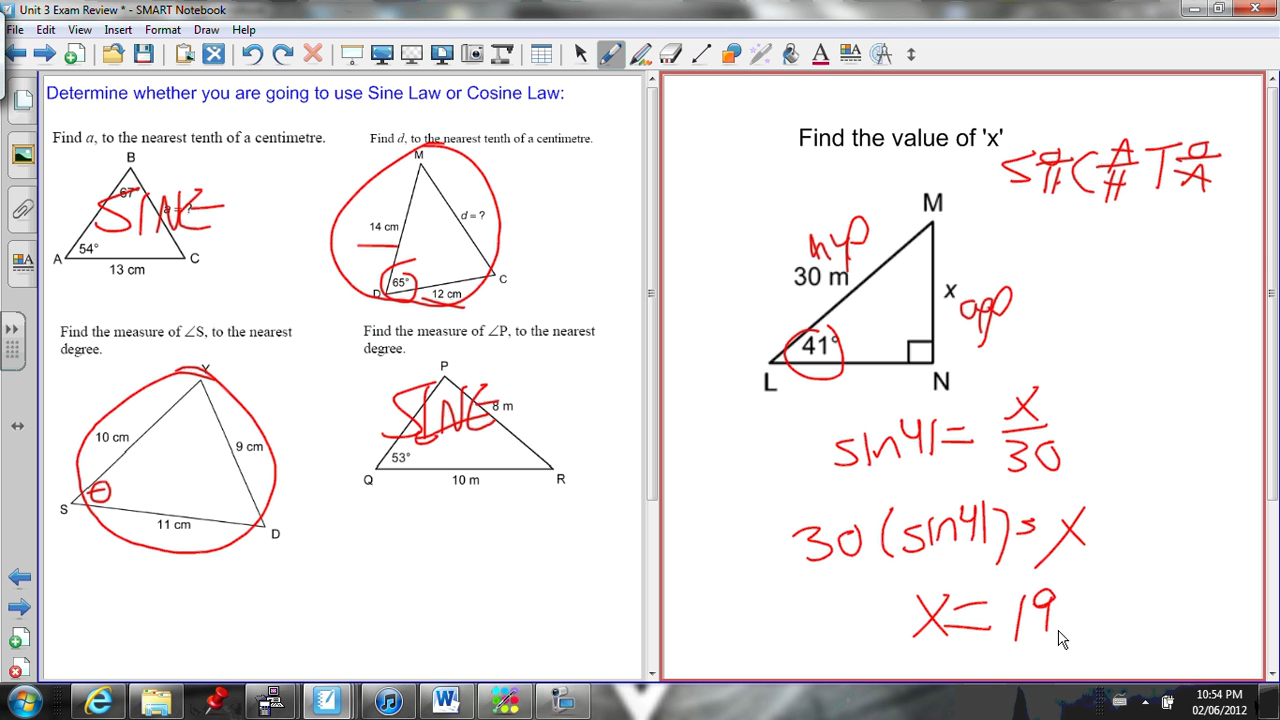 Unit 3 Exam Review * - SMART Notebook
File Edit View Insert Format Draw Help
Determine whether you are going to use Sine Law or Cosine Law:
Find a, to the nearest tenth of a centimetre.
B
67°
SINE
a = ?
54°
A
C
13 cm
Find d, to the nearest tenth of a centimetre.
M
14 cm
d = ?
65°
D
C
12 cm
Find the measure of ∠S, to the nearest
degree.
Y
10 cm
9 cm
θ
S
11 cm
D
Find the measure of ∠P, to the nearest
degree.
P
SINE
8 m
53°
Q
10 m
R
Find the value of 'x'
S O/H C A/H T O/A
M
hyp
30 m
x
opp
41°
L
N
sin41 = x/30
30(sin41) = x
x = 19
10:54 PM
02/06/2012